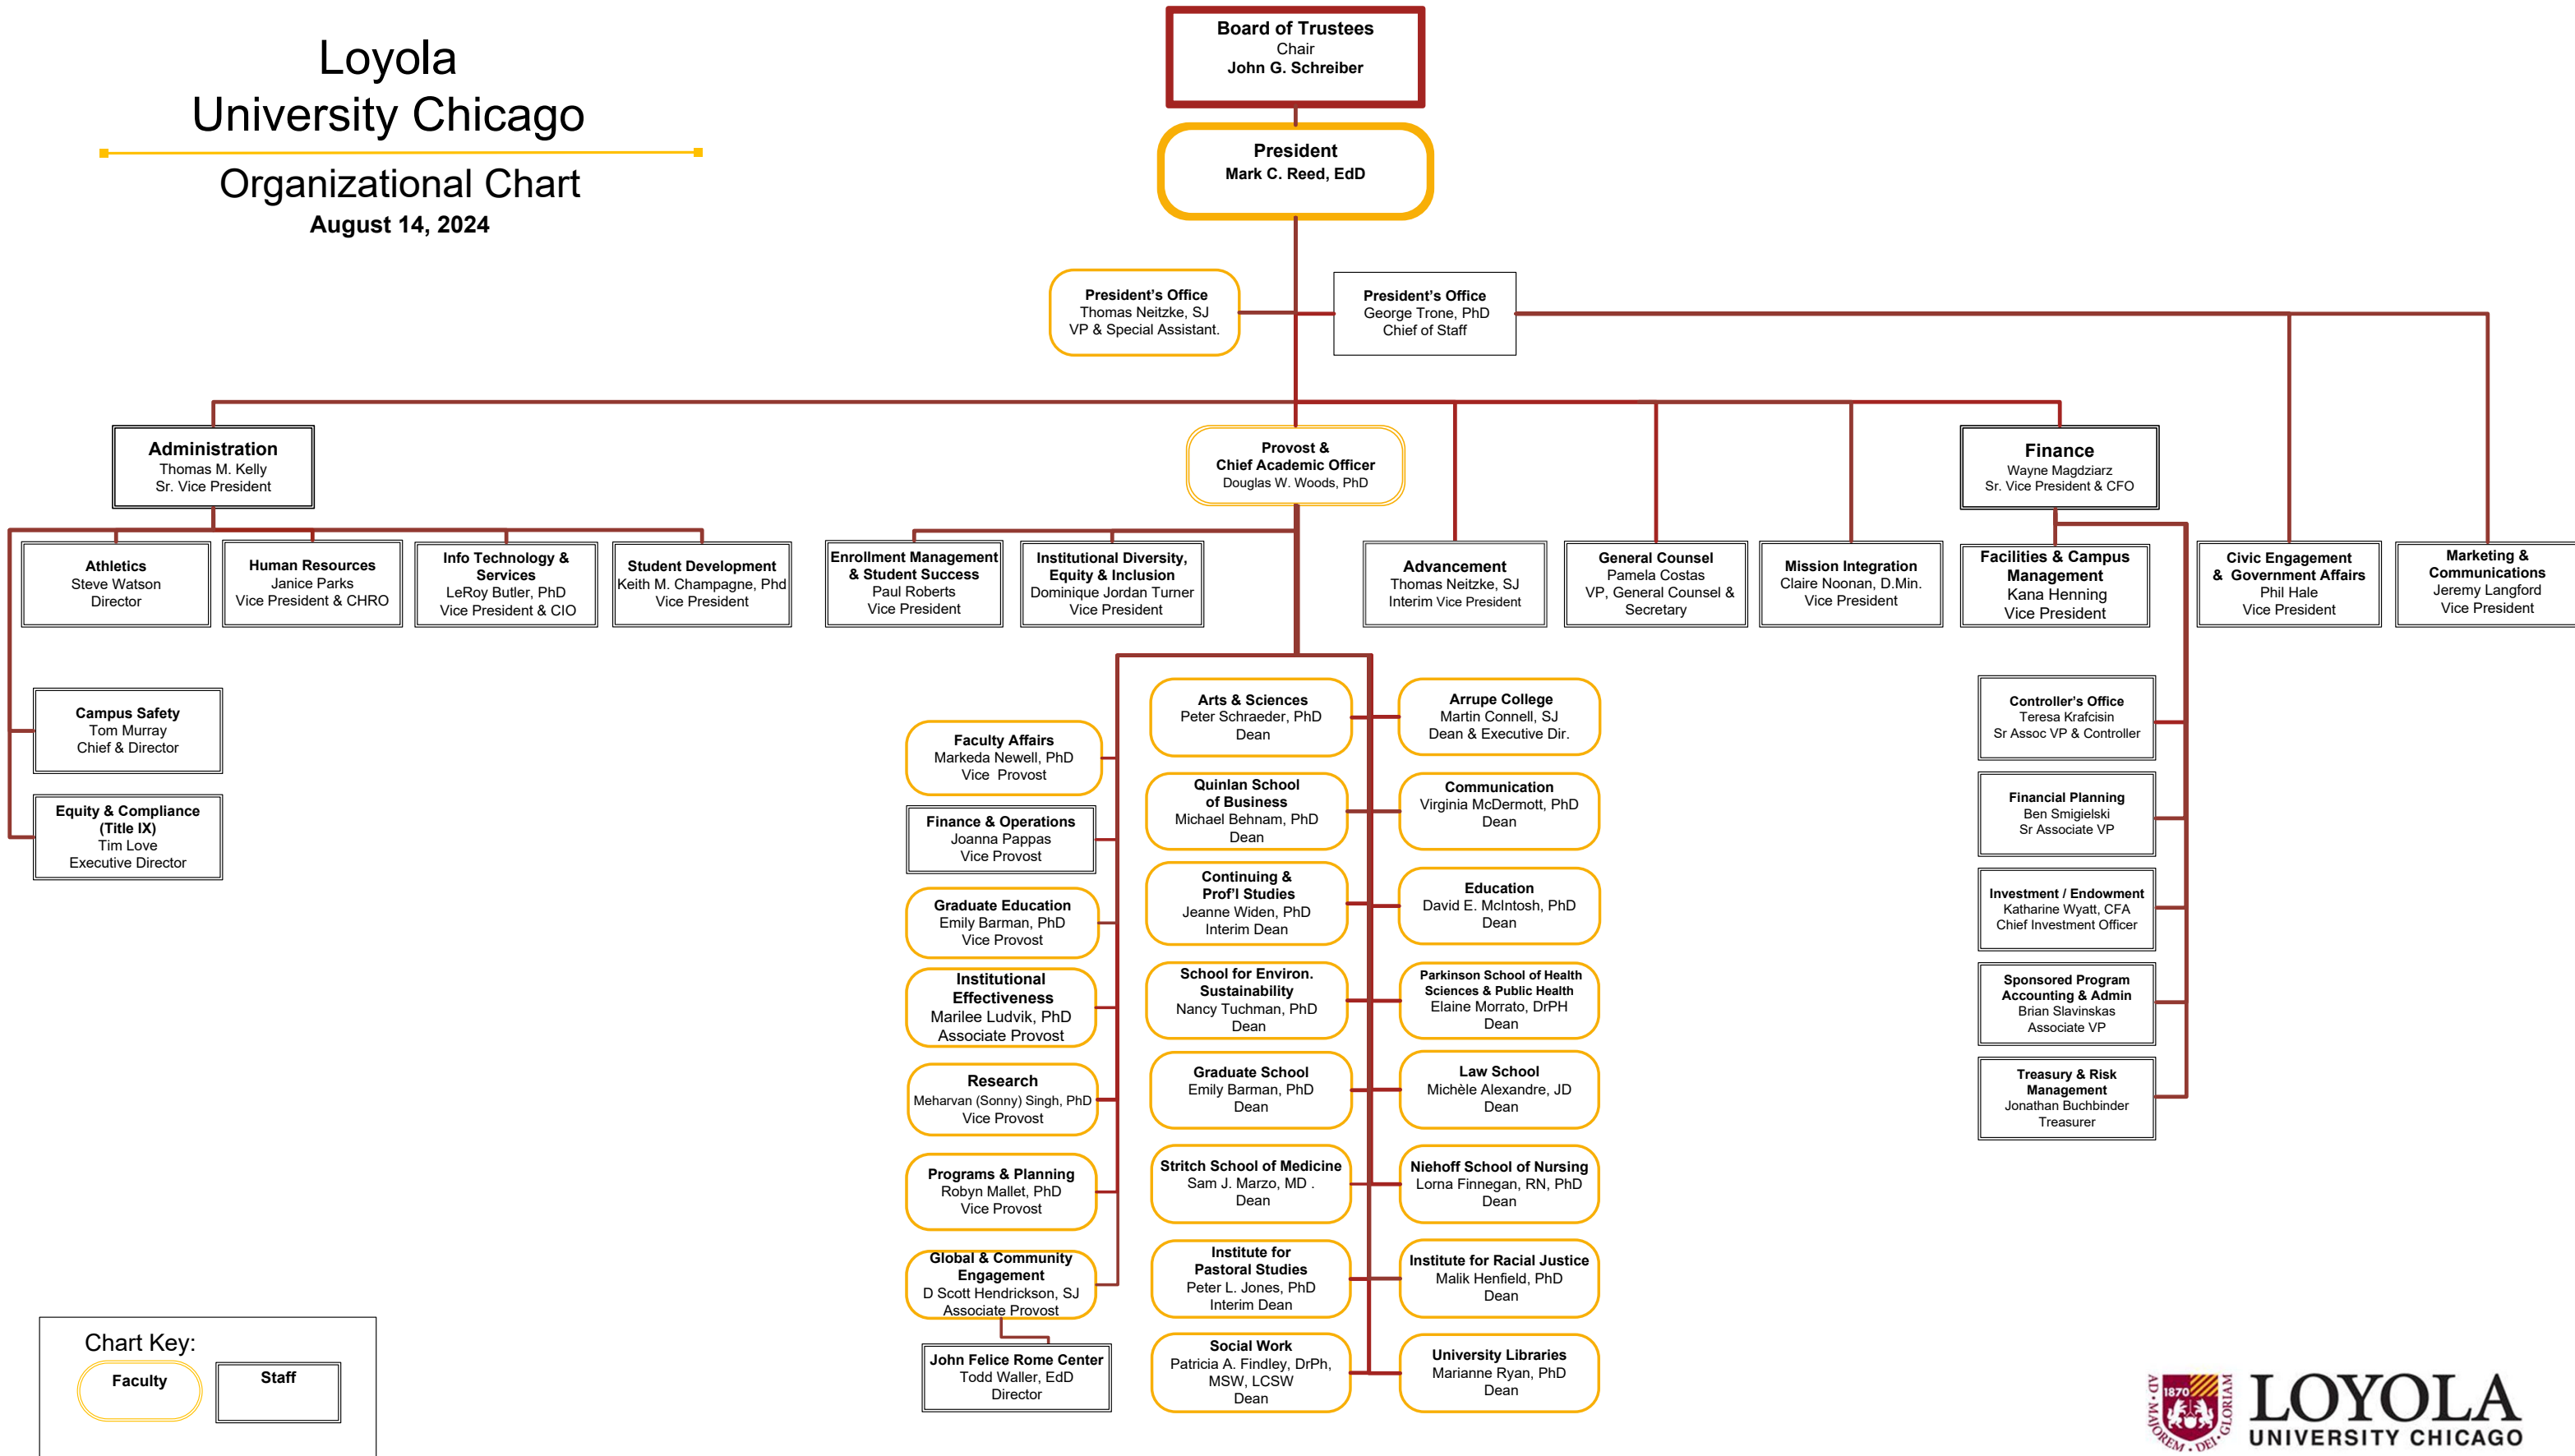 Loyola
University Chicago
Organizational Chart
August 14, 2024
Board of Trustees
Chair
John G. Schreiber
President
Mark C. Reed, EdD
President’s Office
Thomas Neitzke, SJ
VP & Special Assistant.
President’s Office
George Trone, PhD
Chief of Staff
Administration
Thomas M. Kelly
Sr. Vice President
Provost &
Chief Academic Officer
Douglas W. Woods, PhD
Finance
Wayne Magdziarz
Sr. Vice President & CFO
Athletics
Steve Watson
Director
Human Resources
Janice Parks
Vice President & CHRO
Info Technology &
Services
LeRoy Butler, PhD
Vice President & CIO
Student Development
Keith M. Champagne, Phd
Vice President
Enrollment Management
& Student Success
Paul Roberts
Vice President
Institutional Diversity,
Equity & Inclusion
Dominique Jordan Turner
Vice President
Advancement
Thomas Neitzke, SJ
Interim Vice President
General Counsel
Pamela Costas
VP, General Counsel &
Secretary
Mission Integration
Claire Noonan, D.Min.
Vice President
Facilities & Campus
Management
Kana Henning
Vice President
Civic Engagement
& Government Affairs
Phil Hale
Vice President
Marketing &
Communications
Jeremy Langford
Vice President
Campus Safety
Tom Murray
Chief & Director
Equity & Compliance
(Title IX)
Tim Love
Executive Director
Faculty Affairs
Markeda Newell, PhD
Vice Provost
Finance & Operations
Joanna Pappas
Vice Provost
Graduate Education
Emily Barman, PhD
Vice Provost
Institutional
Effectiveness
Marilee Ludvik, PhD
Associate Provost
Research
Meharvan (Sonny) Singh, PhD
Vice Provost
Programs & Planning
Robyn Mallet, PhD
Vice Provost
Global & Community
Engagement
D Scott Hendrickson, SJ
Associate Provost
John Felice Rome Center
Todd Waller, EdD
Director
Arts & Sciences
Peter Schraeder, PhD
Dean
Quinlan School
of Business
Michael Behnam, PhD
Dean
Continuing &
Prof’l Studies
Jeanne Widen, PhD
Interim Dean
School for Environ.
Sustainability
Nancy Tuchman, PhD
Dean
Graduate School
Emily Barman, PhD
Dean
Stritch School of Medicine
Sam J. Marzo, MD .
Dean
Institute for
Pastoral Studies
Peter L. Jones, PhD
Interim Dean
Social Work
Patricia A. Findley, DrPh,
MSW, LCSW
Dean
Arrupe College
Martin Connell, SJ
Dean & Executive Dir.
Communication
Virginia McDermott, PhD
Dean
Education
David E. McIntosh, PhD
Dean
Parkinson School of Health
Sciences & Public Health
Elaine Morrato, DrPH
Dean
Law School
Michèle Alexandre, JD
Dean
Niehoff School of Nursing
Lorna Finnegan, RN, PhD
Dean
Institute for Racial Justice
Malik Henfield, PhD
Dean
University Libraries
Marianne Ryan, PhD
Dean
Controller’s Office
Teresa Krafcisin
Sr Assoc VP & Controller
Financial Planning
Ben Smigielski
Sr Associate VP
Investment / Endowment
Katharine Wyatt, CFA
Chief Investment Officer
Sponsored Program
Accounting & Admin
Brian Slavinskas
Associate VP
Treasury & Risk
Management
Jonathan Buchbinder
Treasurer
Chart Key:
Faculty
Staff
1870
AD • MAJOREM • DEI • GLORIAM
LOYOLA
UNIVERSITY CHICAGO